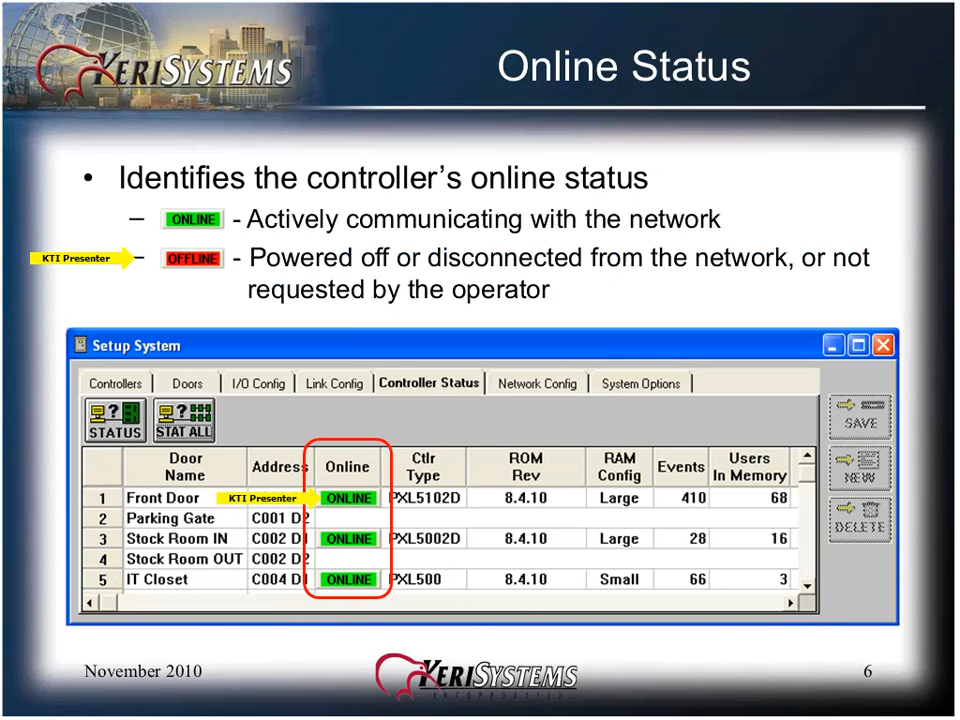 KERISYSTEMS
Online Status
• Identifies the controller's online status
– ONLINE - Actively communicating with the network
KTI Presenter
– OFFLINE - Powered off or disconnected from the network, or not
requested by the operator
Setup System
Controllers Doors I/O Config Link Config Controller Status Network Config System Options
STATUS STAT ALL
SAVE
NEW
DELETE
Door Name Address Online Ctlr Type ROM Rev RAM Config Events Users In Memory
1 Front Door KTI Presenter ONLINE PXL5102D 8.4.10 Large 410 68
2 Parking Gate C001 D2
3 Stock Room IN C002 D1 ONLINE PXL5002D 8.4.10 Large 28 16
4 Stock Room OUT C002 D2
5 IT Closet C004 D1 ONLINE PXL500 8.4.10 Small 66 3
November 2010
KERISYSTEMS
INCORPORATED
6